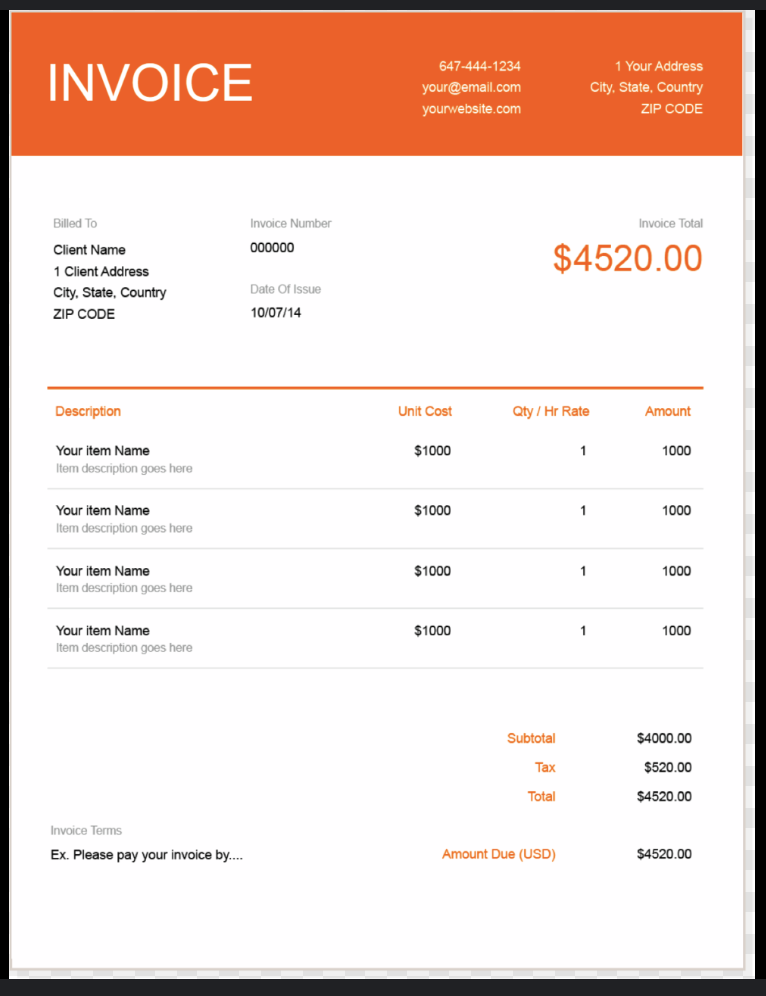 INVOICE
647-444-1234
your@email.com
yourwebsite.com
1 Your Address
City, State, Country
ZIP CODE
Billed To
Client Name
1 Client Address
City, State, Country
ZIP CODE
Invoice Number
000000
Date Of Issue
10/07/14
Invoice Total
$4520.00
Description Unit Cost Qty / Hr Rate Amount
Your item Name $1000 1 1000
Item description goes here
Your item Name $1000 1 1000
Item description goes here
Your item Name $1000 1 1000
Item description goes here
Your item Name $1000 1 1000
Item description goes here
Subtotal $4000.00
Tax $520.00
Total $4520.00
Invoice Terms
Ex. Please pay your invoice by....
Amount Due (USD) $4520.00